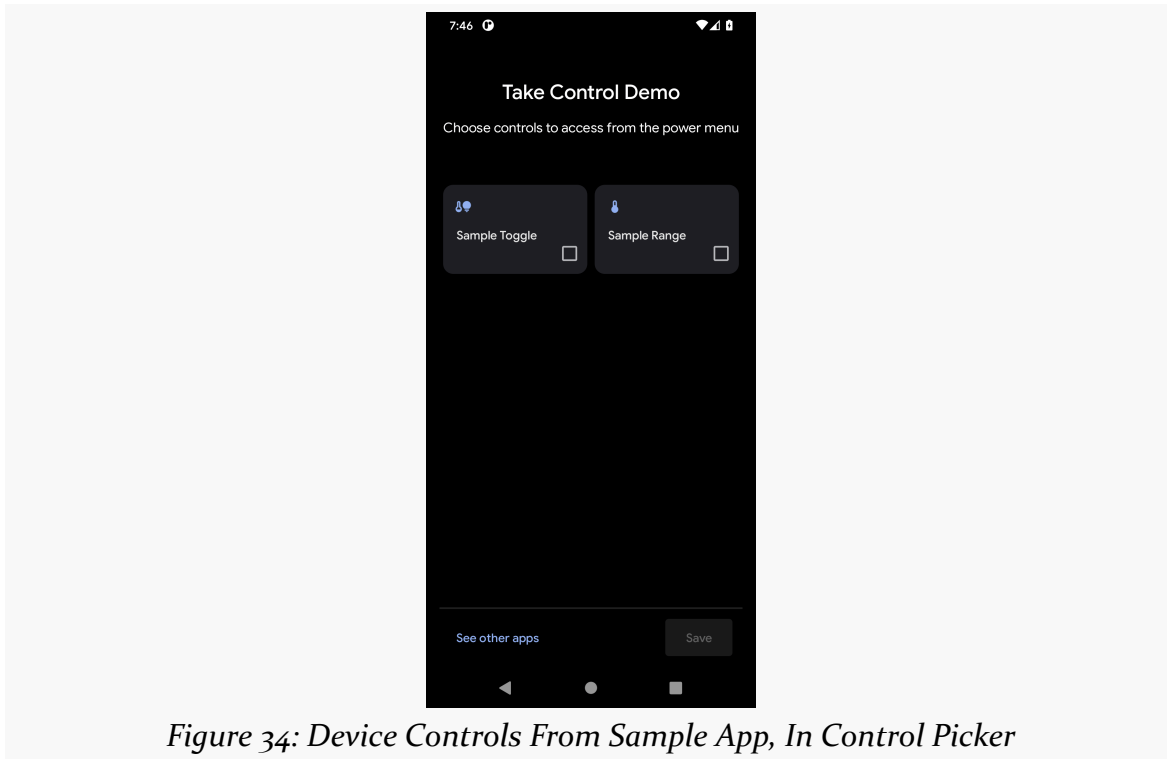 7:46
Take Control Demo
Choose controls to access from the power menu
Sample Toggle
Sample Range
See other apps
Save
Figure 34: Device Controls From Sample App, In Control Picker